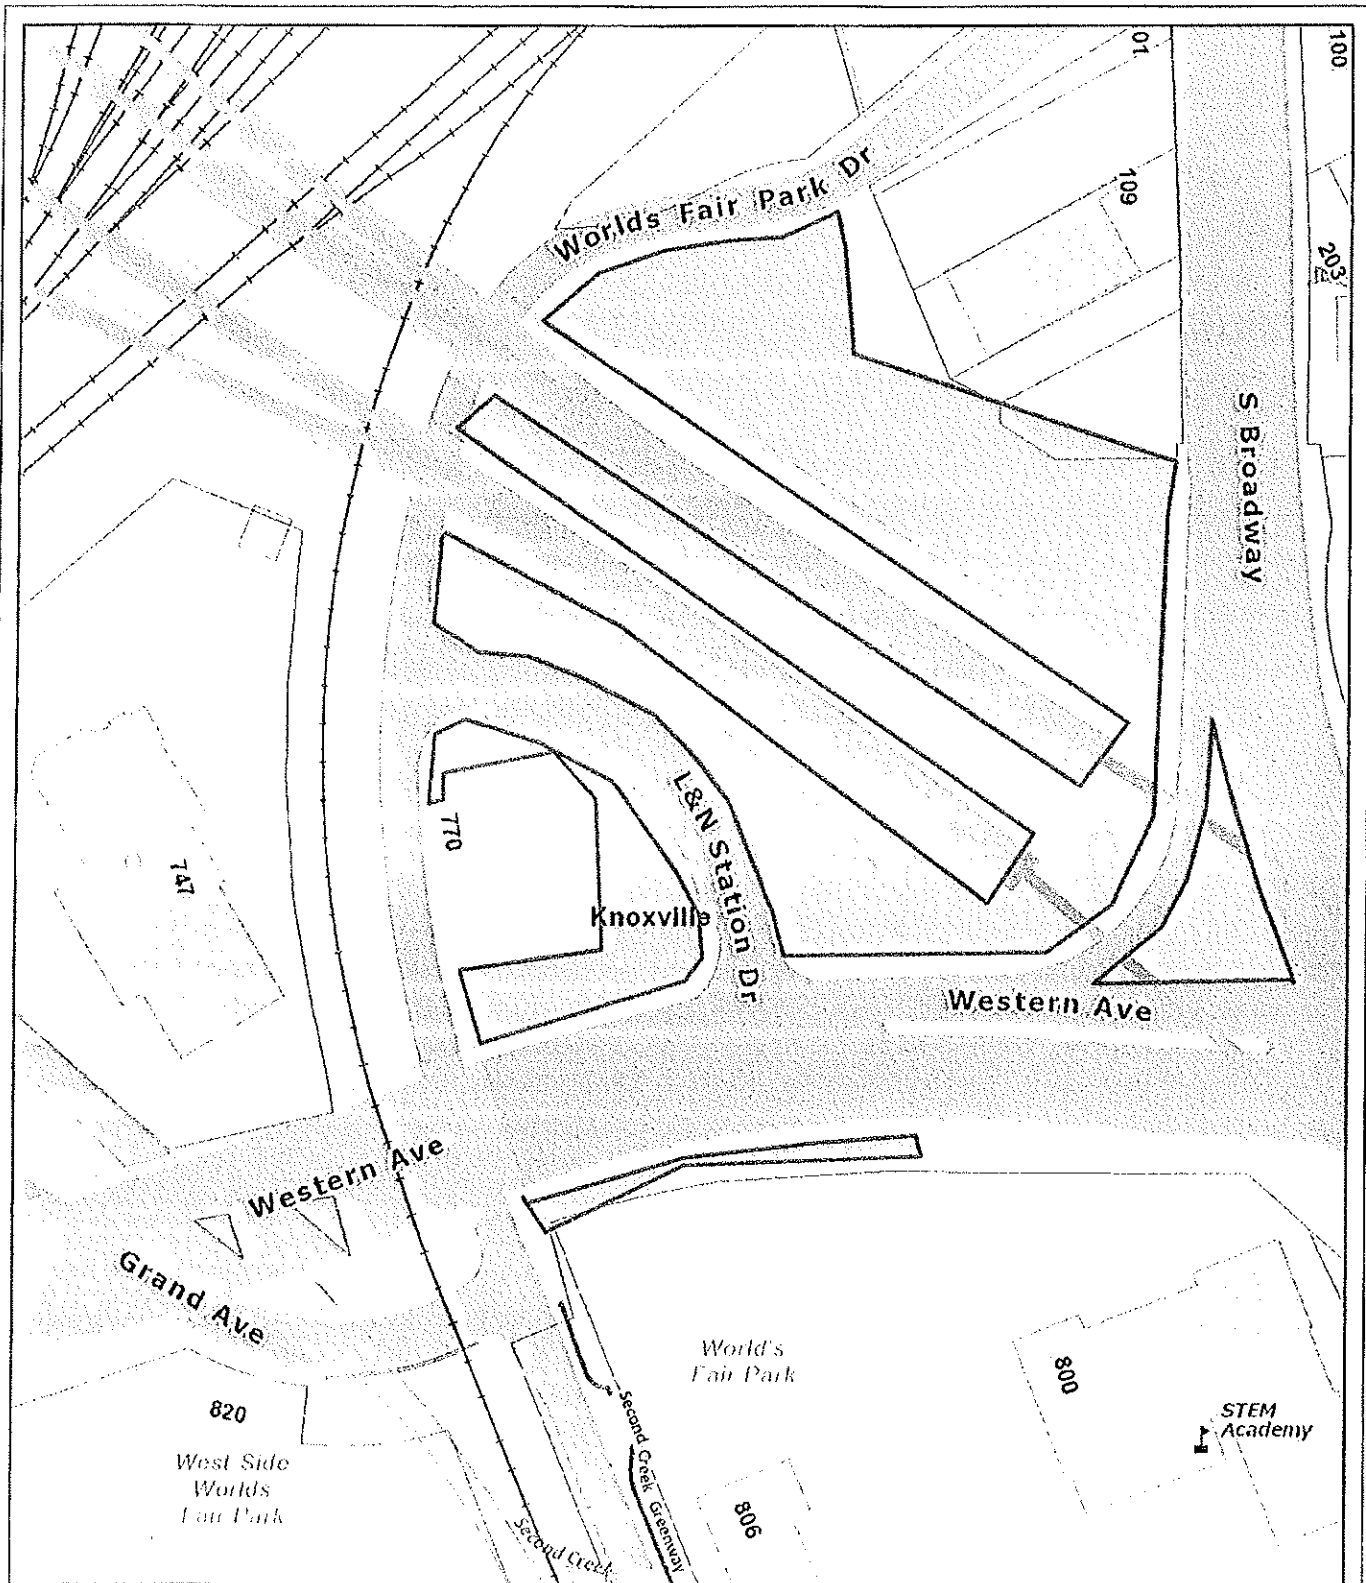 100
01
109
203
Worlds Fair Park Dr
S Broadway
L&N Station Dr
770
747
Knoxville
Western Ave
Western Ave
Grand Ave
World's
Fair Park
800
STEM
Academy
820
West Side
Worlds
Fair Park
Second Creek Greenway
806
Second Creek